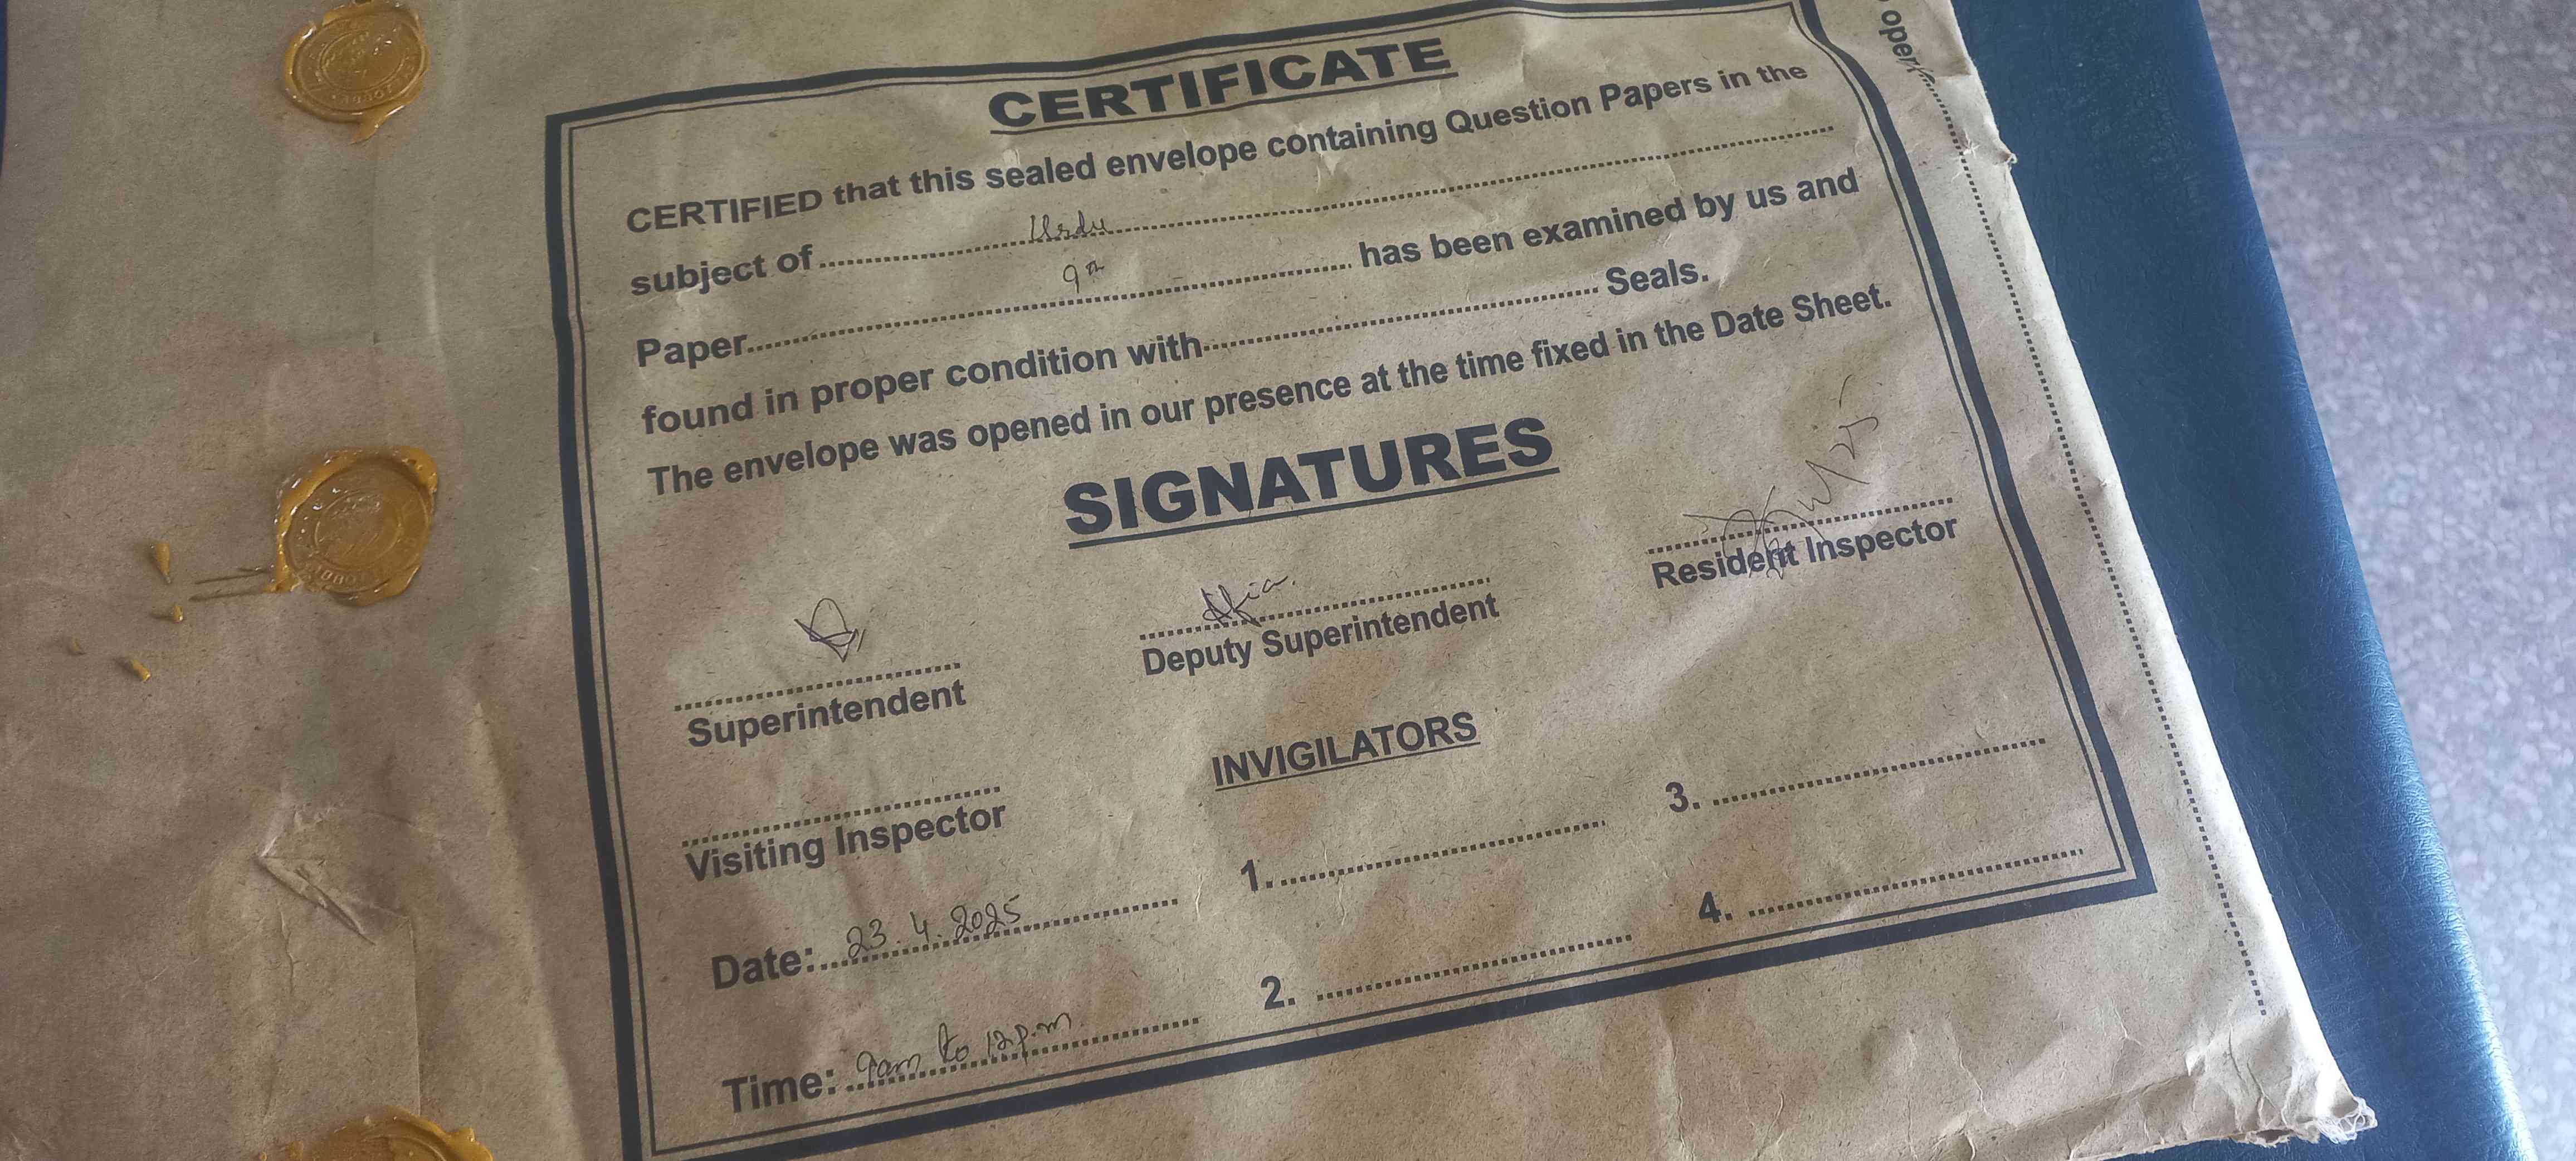 CERTIFICATE
CERTIFIED that this sealed envelope containing Question Papers in the
subject of Urdu
Paper 9th has been examined by us and
found in proper condition with Seals.
The envelope was opened in our presence at the time fixed in the Date Sheet.
SIGNATURES
Superintendent
Deputy Superintendent
Resident Inspector
Visiting Inspector
INVIGILATORS
1.
2.
3.
4.
Date: 23.4.2025
Time: 9am to 12p.m
open